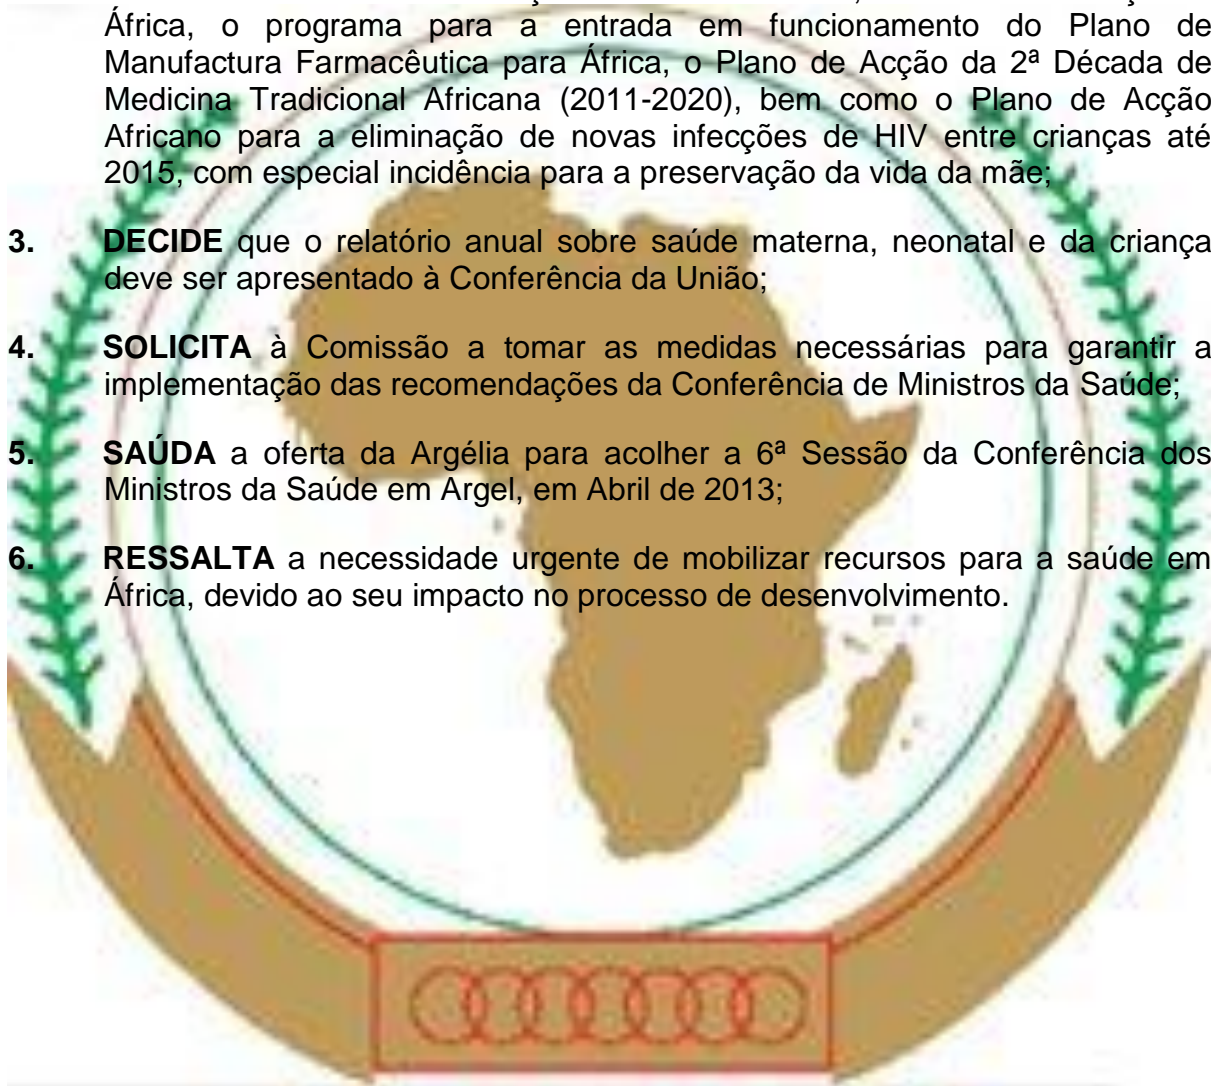 África, o programa para a entrada em funcionamento do Plano de
Manufactura Farmacêutica para África, o Plano de Acção da 2ª Década de
Medicina Tradicional Africana (2011-2020), bem como o Plano de Acção
Africano para a eliminação de novas infecções de HIV entre crianças até
2015, com especial incidência para a preservação da vida da mãe;
3. DECIDE que o relatório anual sobre saúde materna, neonatal e da criança
deve ser apresentado à Conferência da União;
4. SOLICITA à Comissão a tomar as medidas necessárias para garantir a
implementação das recomendações da Conferência de Ministros da Saúde;
5. SAÚDA a oferta da Argélia para acolher a 6ª Sessão da Conferência dos
Ministros da Saúde em Argel, em Abril de 2013;
6. RESSALTA a necessidade urgente de mobilizar recursos para a saúde em
África, devido ao seu impacto no processo de desenvolvimento.